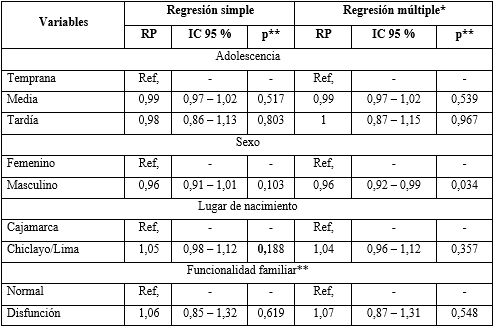 Variables Regresión simple Regresión múltiple*
RP IC 95 % p** RP IC 95 % p**
Adolescencia
Temprana Ref, - - Ref, - -
Media 0,99 0,97 – 1,02 0,517 0,99 0,97 – 1,02 0,539
Tardía 0,98 0,86 – 1,13 0,803 1 0,87 – 1,15 0,967
Sexo
Femenino Ref, - - Ref, - -
Masculino 0,96 0,91 – 1,01 0,103 0,96 0,92 – 0,99 0,034
Lugar de nacimiento
Cajamarca Ref, - - Ref, - -
Chiclayo/Lima 1,05 0,98 – 1,12 0,188 1,04 0,96 – 1,12 0,357
Funcionalidad familiar**
Normal Ref, - - Ref, - -
Disfunción 1,06 0,85 – 1,32 0,619 1,07 0,87 – 1,31 0,548